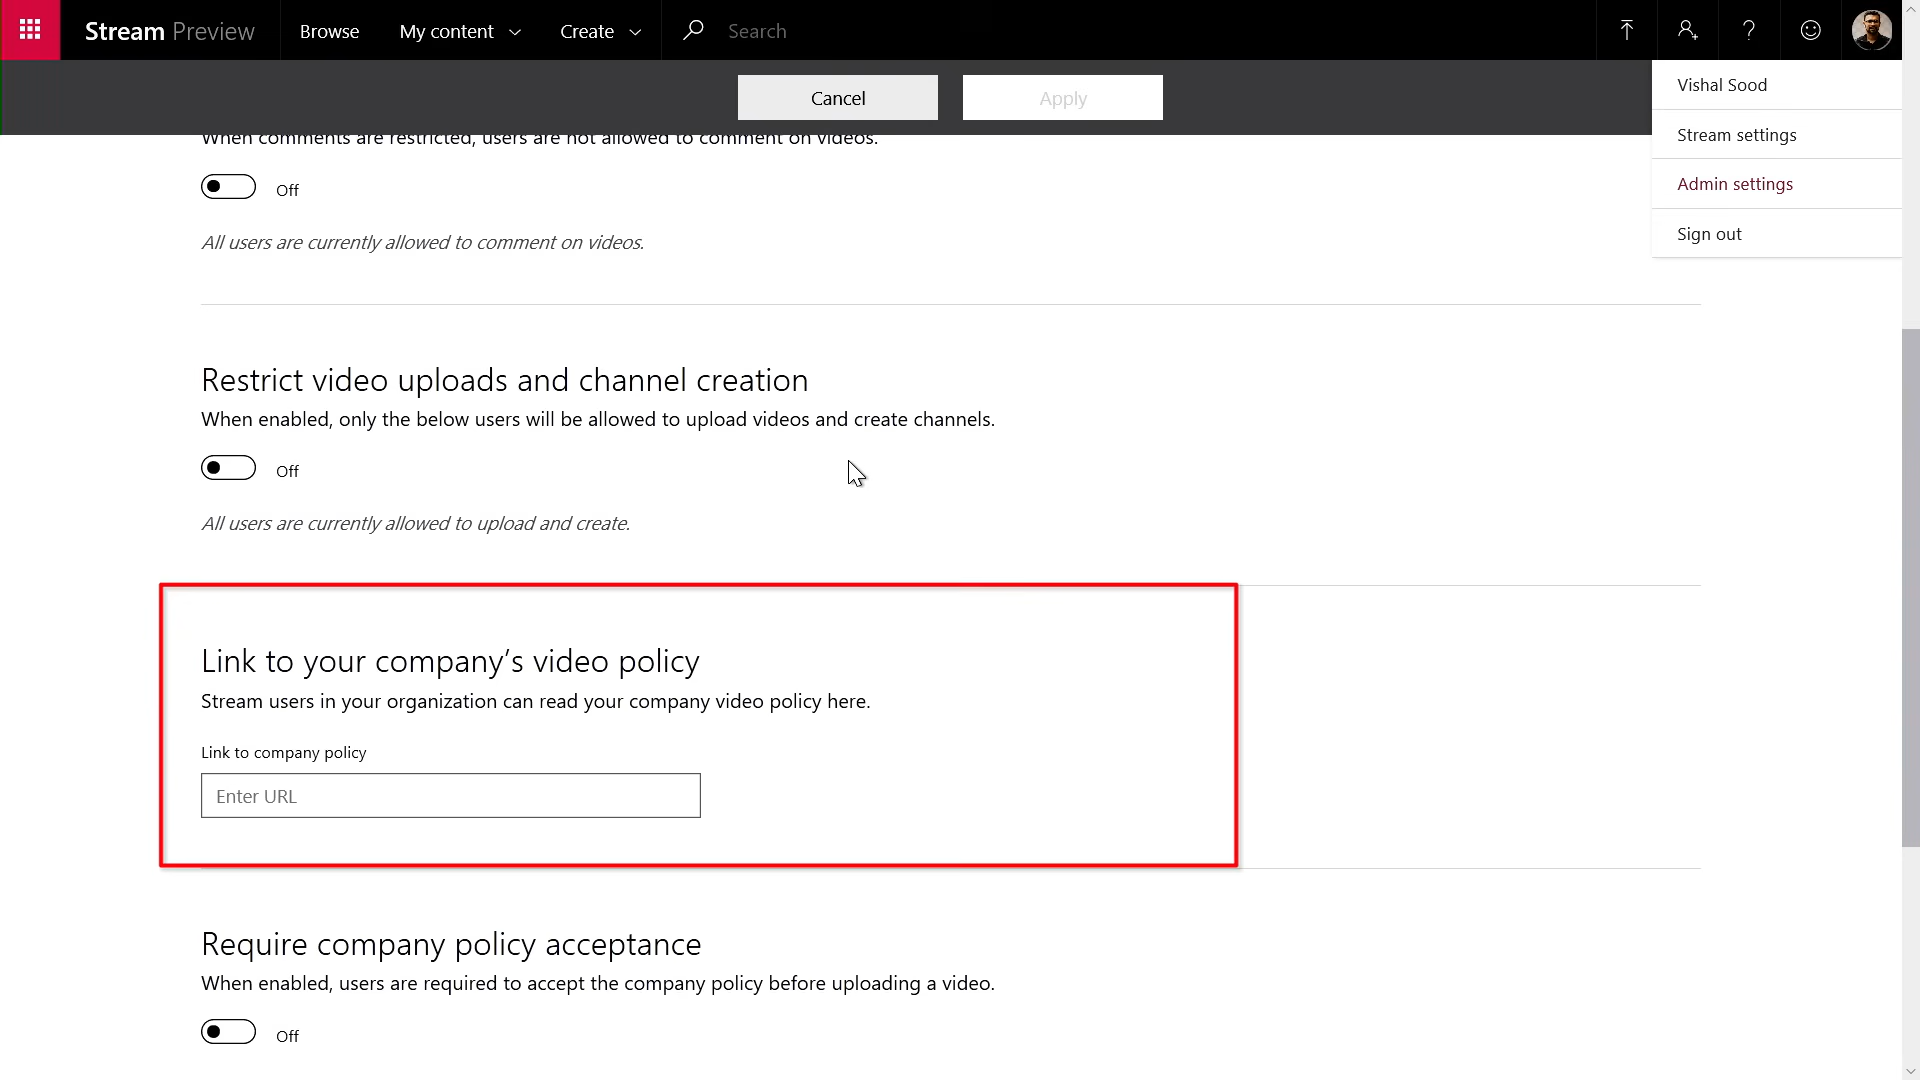 Stream Preview Browse My content Create Search ?
Cancel Apply
Vishal Sood
Stream settings
Admin settings
Sign out
When comments are restricted, users are not allowed to comment on videos.
Off
All users are currently allowed to comment on videos.
Restrict video uploads and channel creation
When enabled, only the below users will be allowed to upload videos and create channels.
Off
All users are currently allowed to upload and create.
Link to your company’s video policy
Stream users in your organization can read your company video policy here.
Link to company policy
Enter URL
Require company policy acceptance
When enabled, users are required to accept the company policy before uploading a video.
Off